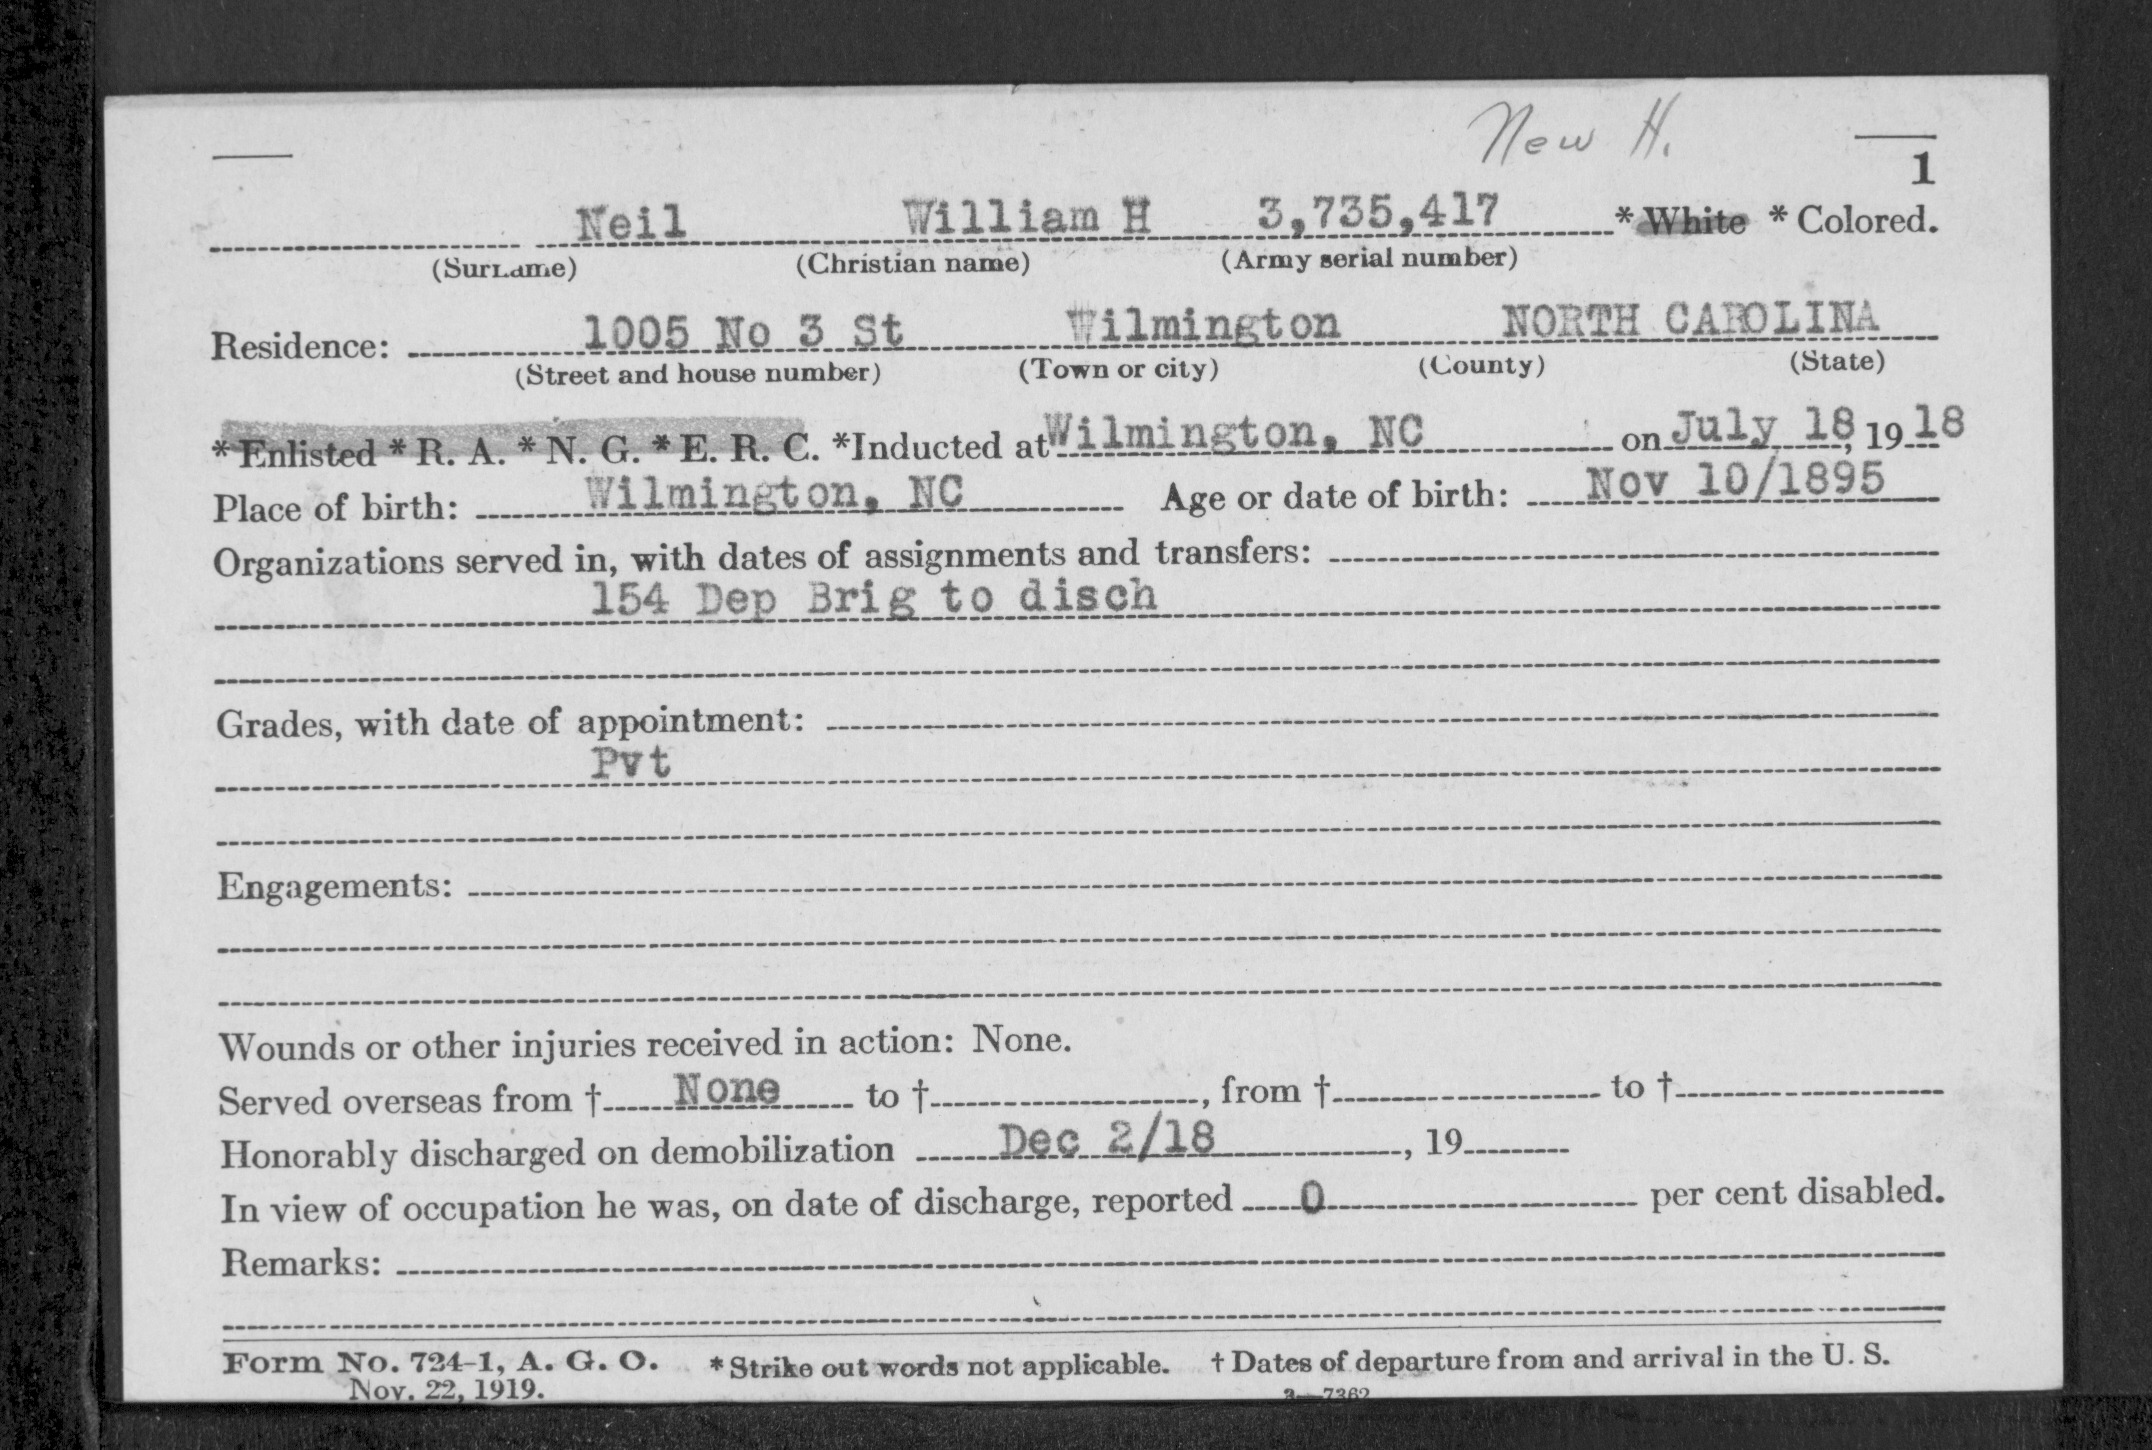 New H.
1
Neil William H 3,735,417 * White * Colored.
(Surname) (Christian name) (Army serial number)
Residence: 1005 No 3 St Wilmington NORTH CAROLINA
(Street and house number) (Town or city) (County) (State)
* Enlisted * R. A. * N. G. * E. R. C. *Inducted at Wilmington, NC on July 18, 1918
Place of birth: Wilmington, NC Age or date of birth: Nov 10/1895
Organizations served in, with dates of assignments and transfers:
154 Dep Brig to disch
Grades, with date of appointment:
Pvt
Engagements:
Wounds or other injuries received in action: None.
Served overseas from † None to †, from † to †
Honorably discharged on demobilization Dec 2/18, 19
In view of occupation he was, on date of discharge, reported 0 per cent disabled.
Remarks:
Form No. 724-1, A. G. O. * Strike out words not applicable. † Dates of departure from and arrival in the U. S.
Nov. 22, 1919. 3—7362